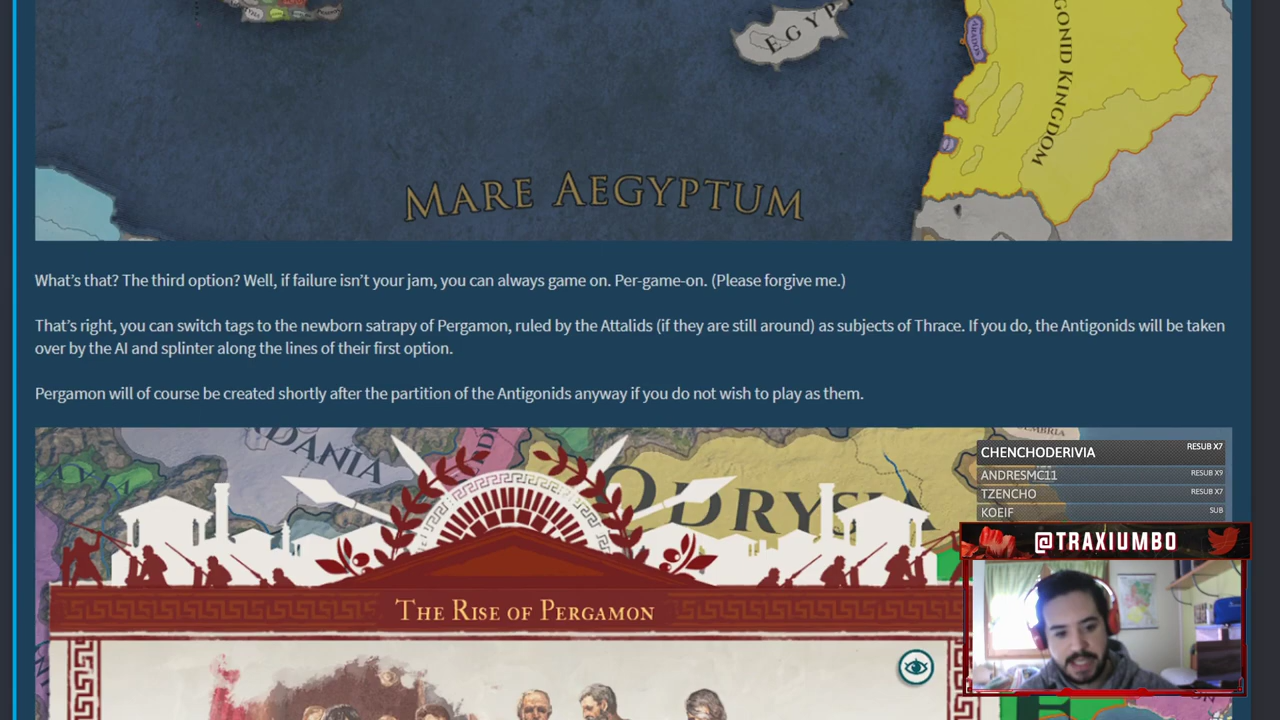 EGYPT
ARADOS
GONID KINGDOM
MARE AEGYPTUM
What's that? The third option? Well, if failure isn't your jam, you can always game on. Per-game-on. (Please forgive me.)
That's right, you can switch tags to the newborn satrapy of Pergamon, ruled by the Attalids (if they are still around) as subjects of Thrace. If you do, the Antigonids will be taken
over by the AI and splinter along the lines of their first option.
Pergamon will of course be created shortly after the partition of the Antigonids anyway if you do not wish to play as them.
DANIA
ODRYSIA
CHENCHODERIVIA RESUB X7
ANDRESMC11 RESUB X9
TZENCHO RESUB X7
KOEIF SUB
@TRAXIUMBO
THE RISE OF PERGAMON